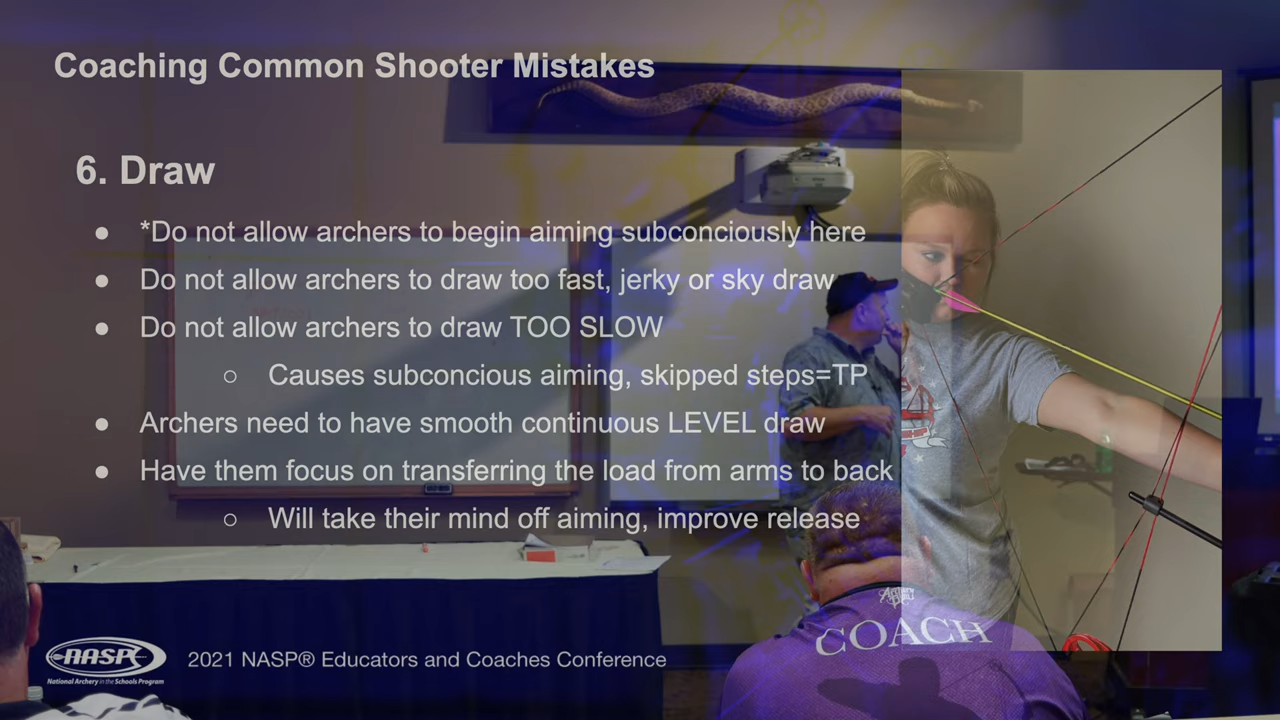 Coaching Common Shooter Mistakes
6. Draw
● *Do not allow archers to begin aiming subconciously here
● Do not allow archers to draw too fast, jerky or sky draw
● Do not allow archers to draw TOO SLOW
○ Causes subconcious aiming, skipped steps=TP
● Archers need to have smooth continuous LEVEL draw
● Have them focus on transferring the load from arms to back
○ Will take their mind off aiming, improve release
COACH
NASP
National Archery in the Schools Program
2021 NASP® Educators and Coaches Conference